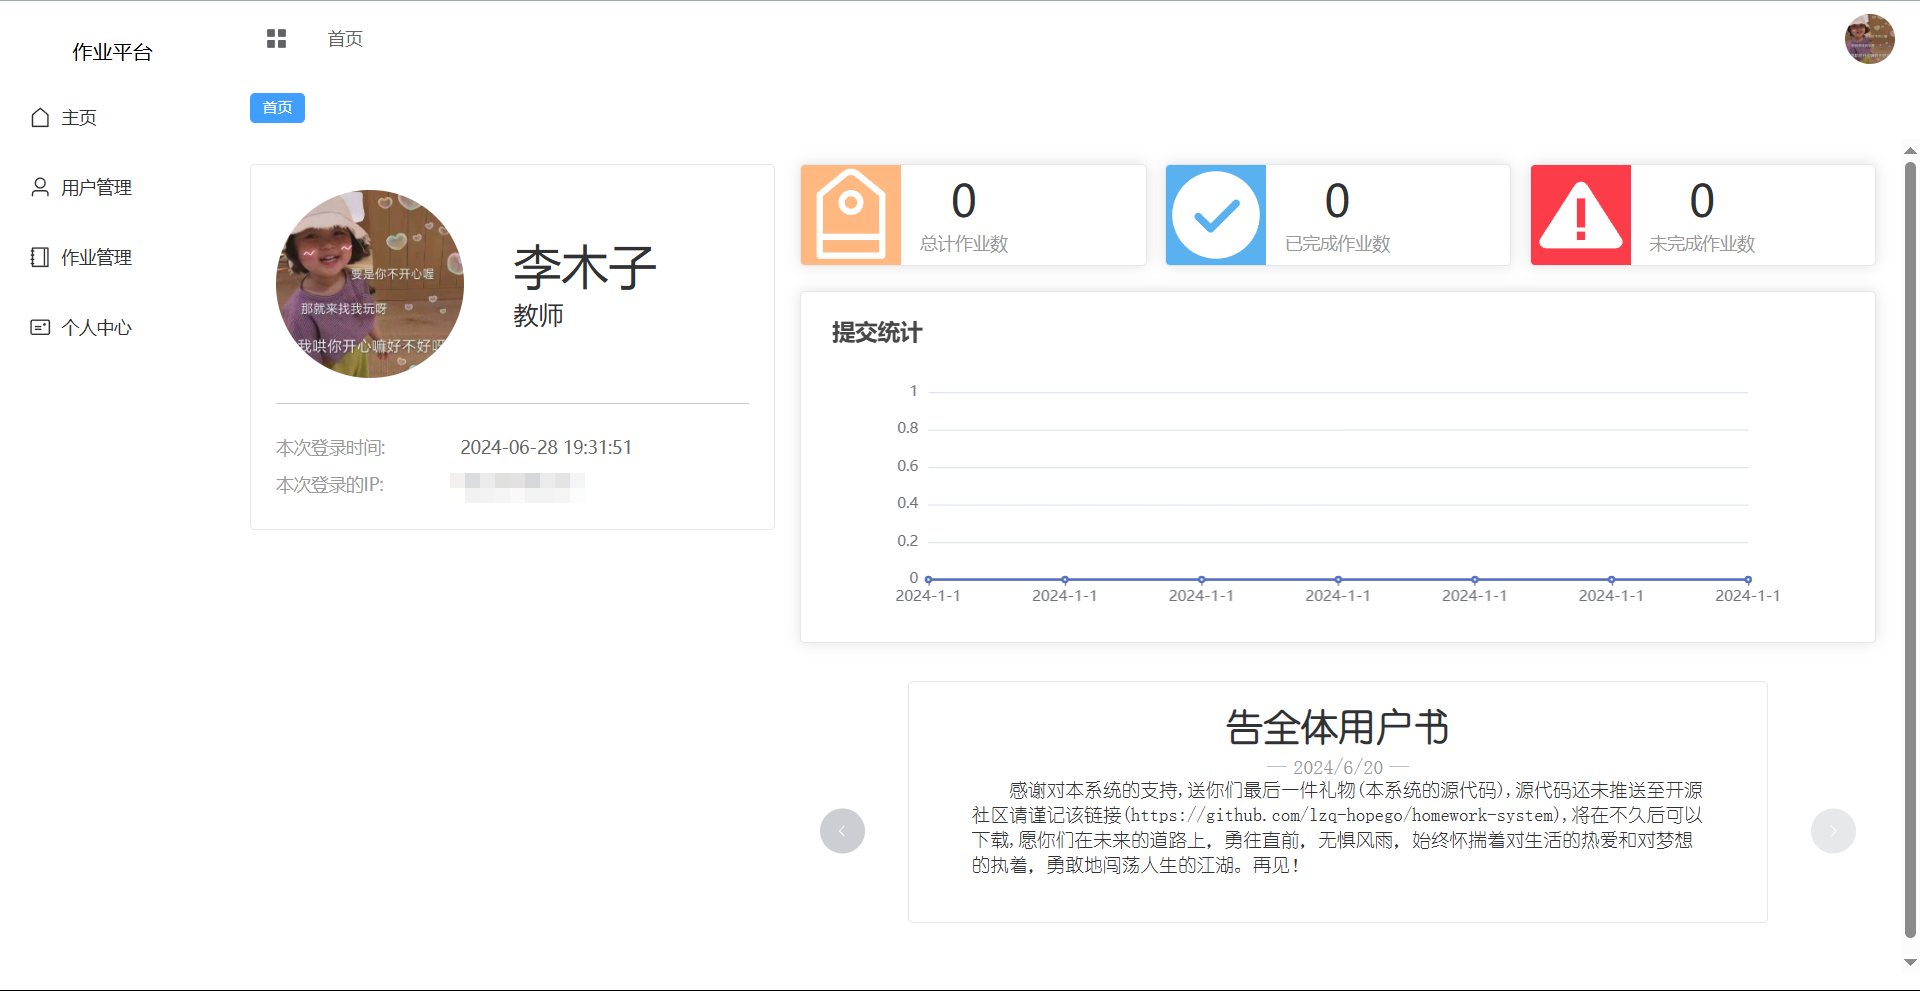 作业平台
首页
主页
用户管理
作业管理
个人中心
首页
要是你不开心喔
那就来找我玩呀
我哄你开心嘛好不好呀
李木子
教师
本次登录时间:
2024-06-28 19:31:51
本次登录的IP:
0
总计作业数
0
已完成作业数
0
未完成作业数
提交统计
1
0.8
0.6
0.4
0.2
0
2024-1-1
2024-1-1
2024-1-1
2024-1-1
2024-1-1
2024-1-1
2024-1-1
告全体用户书
— 2024/6/20 —
感谢对本系统的支持,送你们最后一件礼物(本系统的源代码),源代码还未推送至开源
社区请谨记该链接(https://github.com/lzq-hopego/homework-system),将在不久后可以
下载,愿你们在未来的道路上，勇往直前，无惧风雨，始终怀揣着对生活的热爱和对梦想
的执着，勇敢地闯荡人生的江湖。再见！